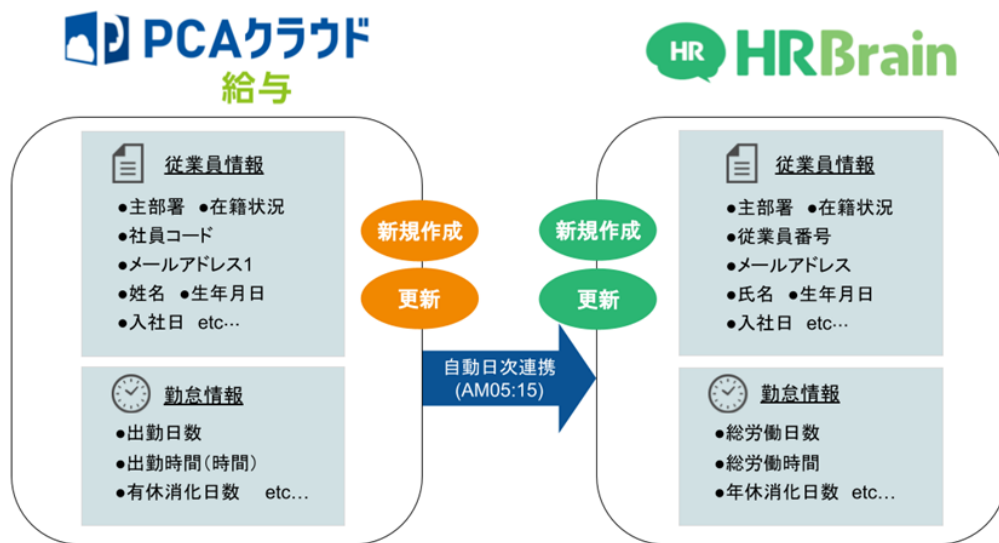 PCAクラウド
給与
従業員情報
●主部署 ●在籍状況
●社員コード
●メールアドレス1
●姓名 ●生年月日
●入社日 etc…
勤怠情報
●出勤日数
●出勤時間(時間)
●有休消化日数 etc…
新規作成
更新
自動日次連携
(AM05:15)
新規作成
更新
HR HRBrain
従業員情報
●主部署 ●在籍状況
●従業員番号
●メールアドレス
●氏名 ●生年月日
●入社日 etc…
勤怠情報
●総労働日数
●総労働時間
●年休消化日数 etc…